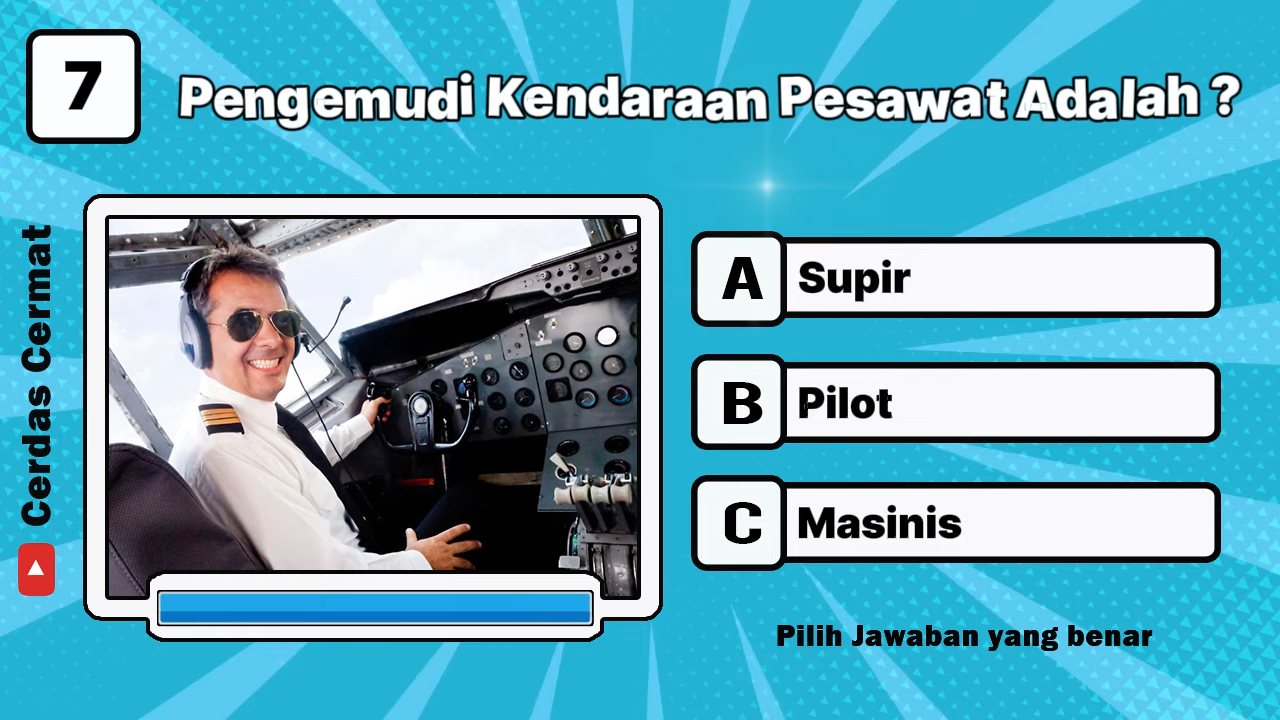 7
Pengemudi Kendaraan Pesawat Adalah ?
Cerdas Cermat
A Supir
B Pilot
C Masinis
Pilih Jawaban yang benar